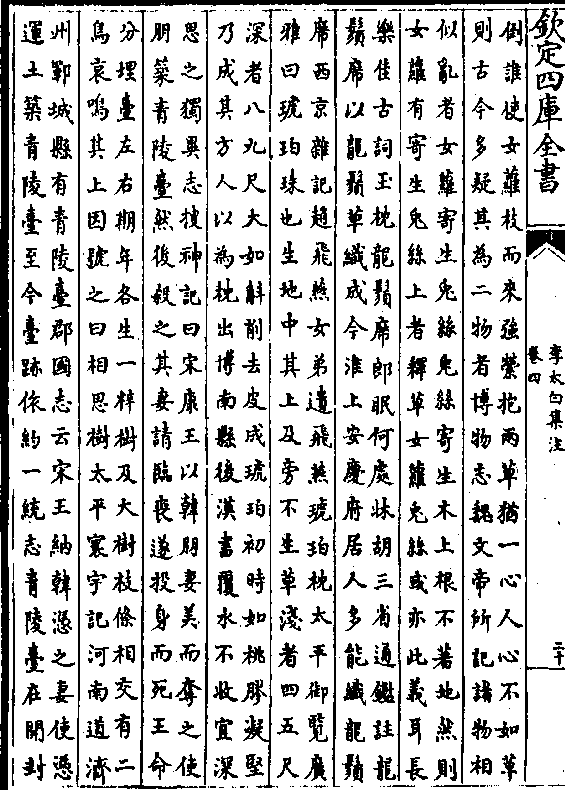 欽定四庫全書
李太白集注
卷四
二十
倒誰使女蘿枝而來強縈抱兩草猶一心人心不如草
則古今多疑其為二物者博物志魏文帝所記諸物相
似亂者女蘿寄生兎絲兎絲寄生木上根不著地然則
女蘿有寄生兎絲上者釋草女蘿兎絲或亦此義耳長
樂佳古詞玉枕龍鬚席郎眠何處牀胡三省通鑑註龍
鬚席以龍鬚草織成今淮上安慶府居人多能織龍鬚
席西京雜記趙飛燕女弟遺飛燕琥珀枕太平御覽廣
雅曰琥珀珠也生地中其上及旁不生草淺者四五尺
深者八九尺大如斛削去皮成琥珀初時如桃膠凝堅
乃成其方人以為枕出博南縣後漢書覆水不收宜深
思之獨異志搜神記曰宋康王以韓朋妻美而奪之使
朋築青陵臺然後殺之其妻請臨喪遂投身而死王命
分埋臺左右期年各生一梓樹及大樹枝條相交有二
鳥哀鳴其上因號之曰相思樹太平寰宇記河南道濟
州鄆城縣有青陵臺郡國志云宋王納韓憑之妻使憑
運土築青陵臺至今臺跡依約一統志青陵臺在開封